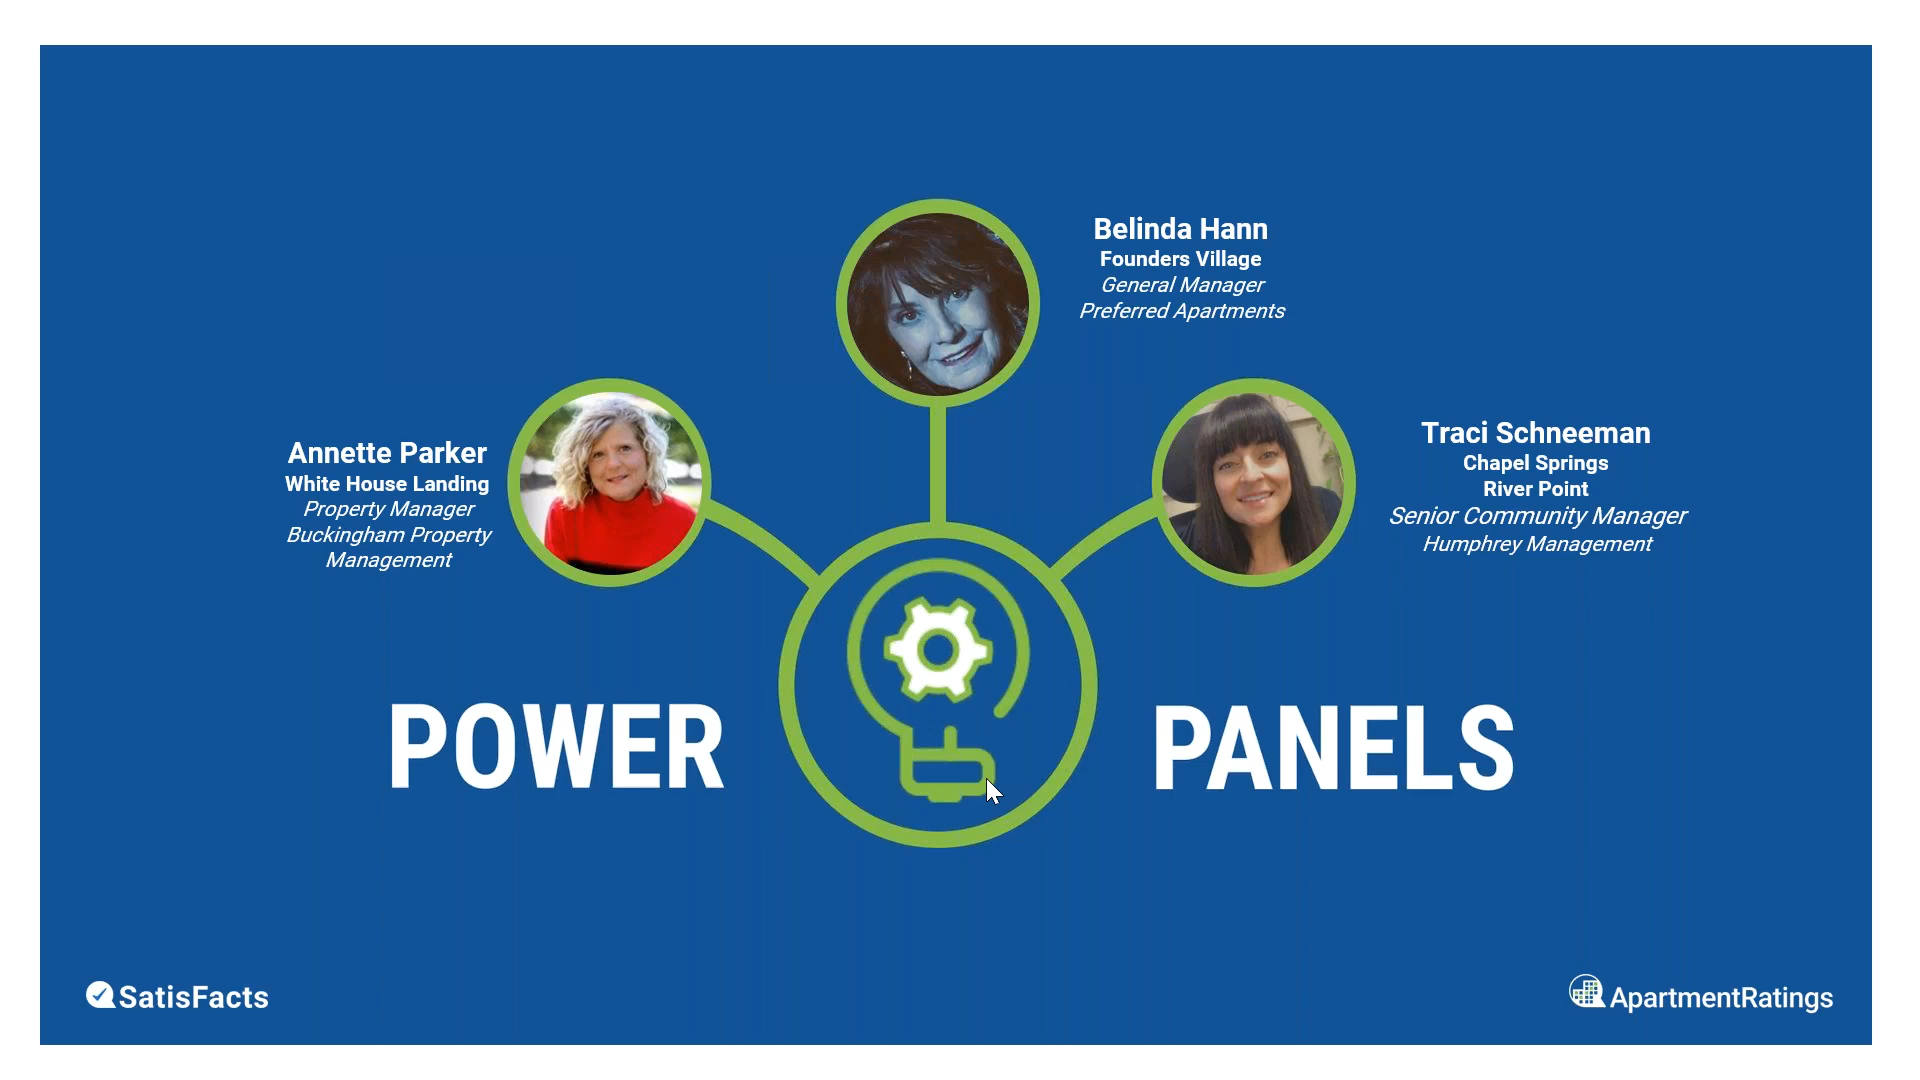 Belinda Hann
Founders Village
General Manager
Preferred Apartments
Annette Parker
White House Landing
Property Manager
Buckingham Property
Management
Traci Schneeman
Chapel Springs
River Point
Senior Community Manager
Humphrey Management
POWER
PANELS
SatisFacts
ApartmentRatings